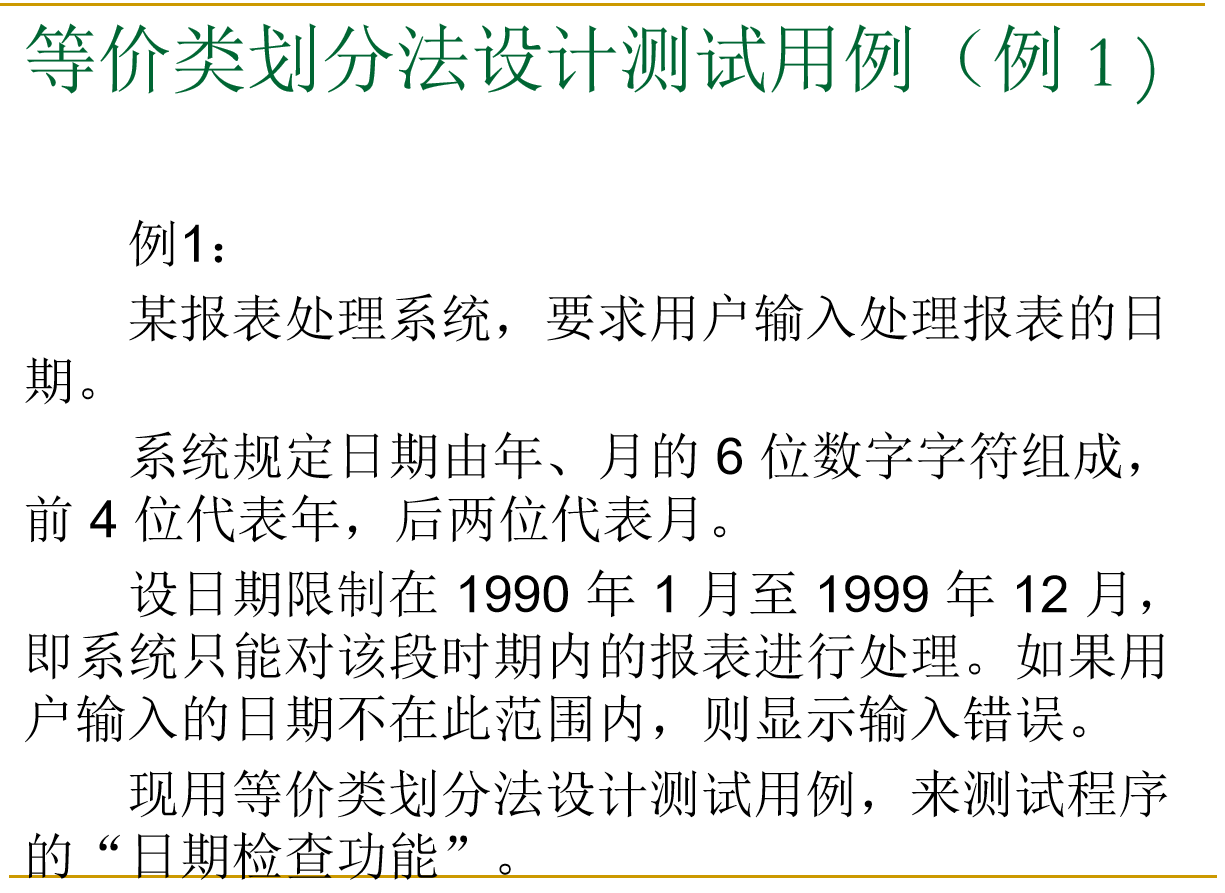 等价类划分法设计测试用例（例 1）
例1：
某报表处理系统，要求用户输入处理报表的日
期。
系统规定日期由年、月的 6 位数字字符组成，
前 4 位代表年，后两位代表月。
设日期限制在 1990 年 1 月至 1999 年 12 月，
即系统只能对该段时期内的报表进行处理。如果用
户输入的日期不在此范围内，则显示输入错误。
现用等价类划分法设计测试用例，来测试程序
的“日期检查功能”。